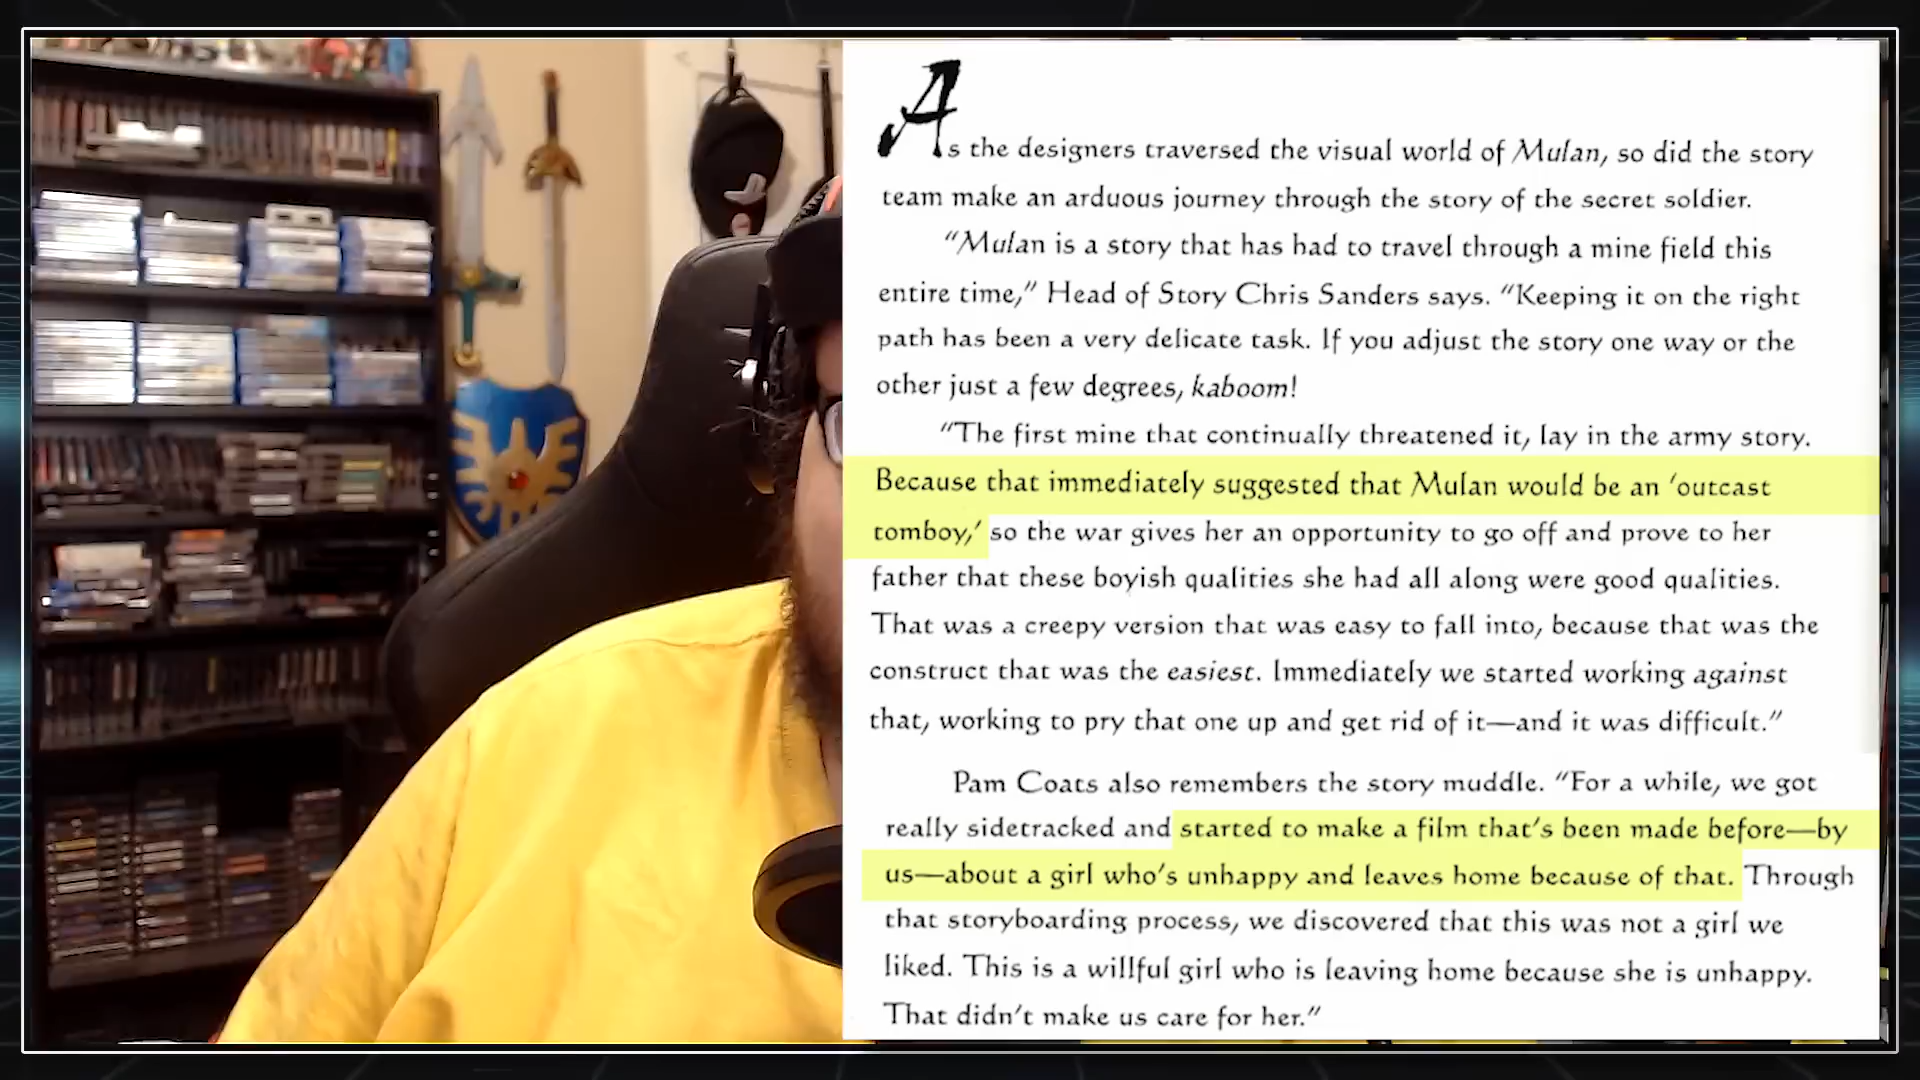 As the designers traversed the visual world of Mulan, so did the story
team make an arduous journey through the story of the secret soldier.
“Mulan is a story that has had to travel through a mine field this
entire time,” Head of Story Chris Sanders says. “Keeping it on the right
path has been a very delicate task. If you adjust the story one way or the
other just a few degrees, kaboom!
“The first mine that continually threatened it, lay in the army story.
Because that immediately suggested that Mulan would be an ‘outcast
tomboy,’ so the war gives her an opportunity to go off and prove to her
father that these boyish qualities she had all along were good qualities.
That was a creepy version that was easy to fall into, because that was the
construct that was the easiest. Immediately we started working against
that, working to pry that one up and get rid of it—and it was difficult.”
Pam Coats also remembers the story muddle. “For a while, we got
really sidetracked and started to make a film that’s been made before—by
us—about a girl who’s unhappy and leaves home because of that. Through
that storyboarding process, we discovered that this was not a girl we
liked. This is a willful girl who is leaving home because she is unhappy.
That didn’t make us care for her.”